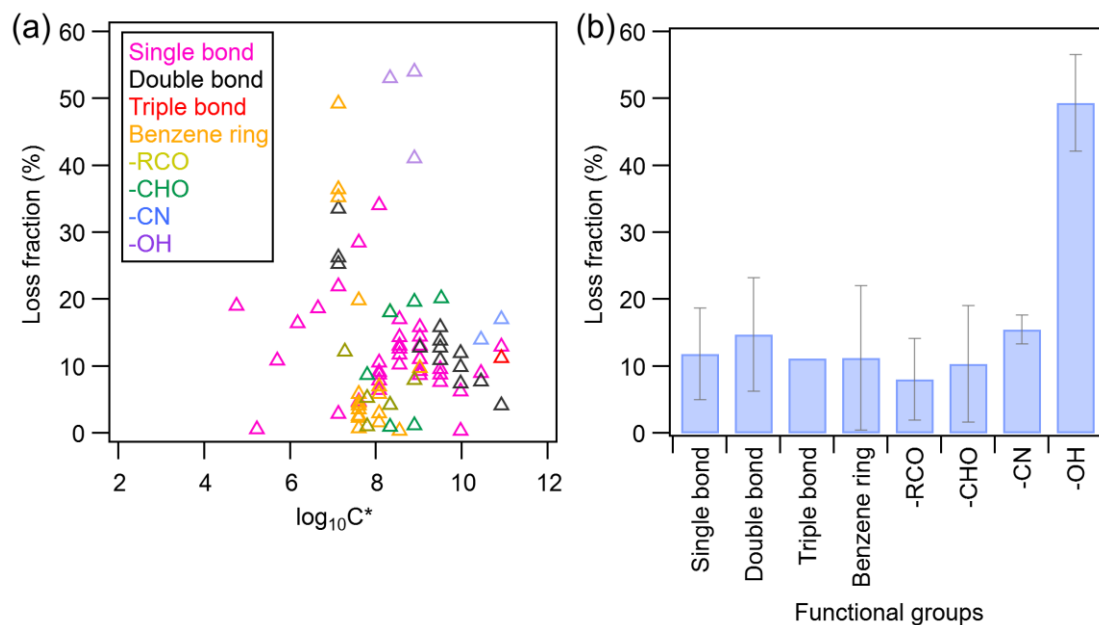 (a)
60
50
40
30
20
10
0
Loss fraction (%)
Single bond
Double bond
Triple bond
Benzene ring
-RCO
-CHO
-CN
-OH
2 4 6 8 10 12
log10C*
(b)
60
50
40
30
20
10
0
Loss fraction (%)
Single bond
Double bond
Triple bond
Benzene ring
-RCO
-CHO
-CN
-OH
Functional groups